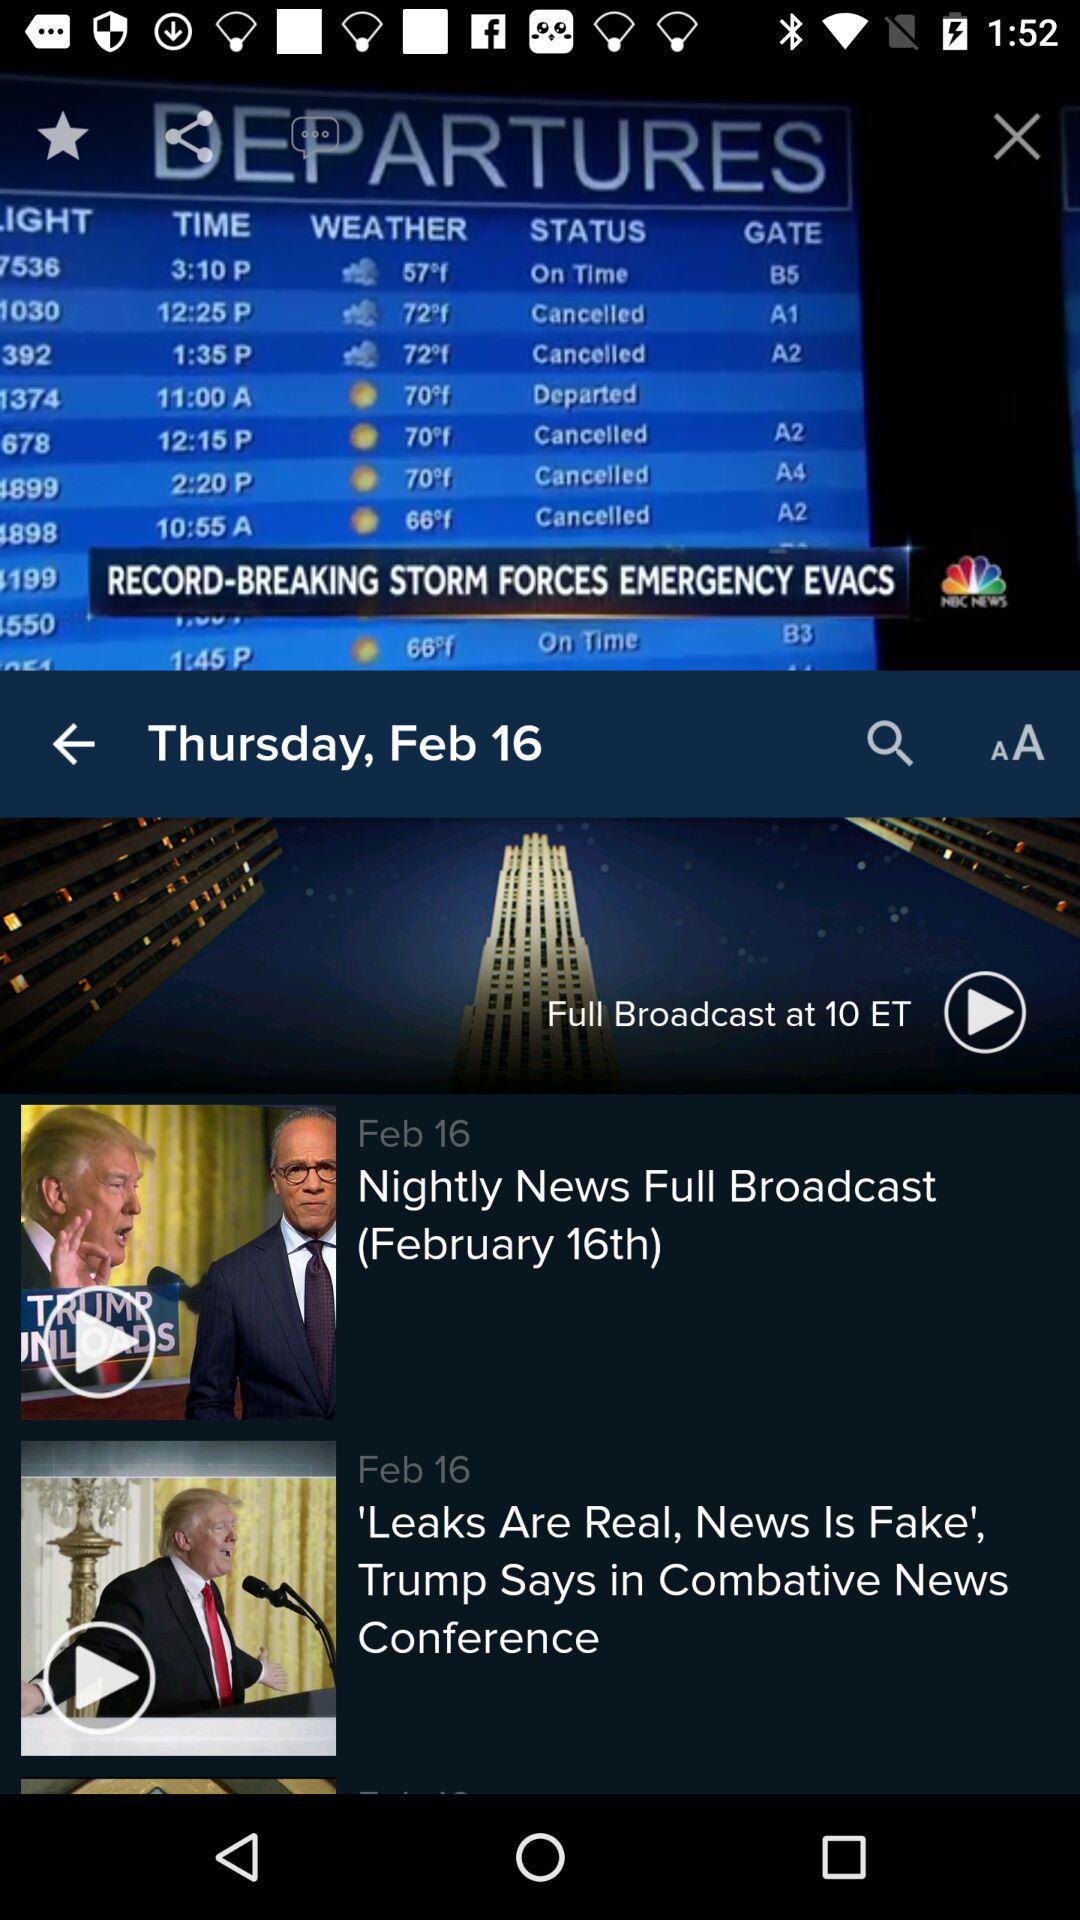 1:52
DEPARTURES
TIME WEATHER STATUS GATE
7536 3:10 P 57°f On Time B5
1030 12:25 P 72°f Cancelled A1
392 1:35 P 72°f Cancelled A2
1374 11:00 A 70°f Departed
678 12:15 P 70°f Cancelled A2
4899 2:20 P 70°f Cancelled A4
4898 10:55 A 66°f Cancelled A2
4199
RECORD-BREAKING STORM FORCES EMERGENCY EVACS
NBC NEWS
4550 B3
1:45 P 66°f On Time
Thursday, Feb 16
AA
Full Broadcast at 10 ET
Feb 16
Nightly News Full Broadcast
(February 16th)
TRUMP
UNLOADS
Feb 16
'Leaks Are Real, News Is Fake',
Trump Says in Combative News
Conference